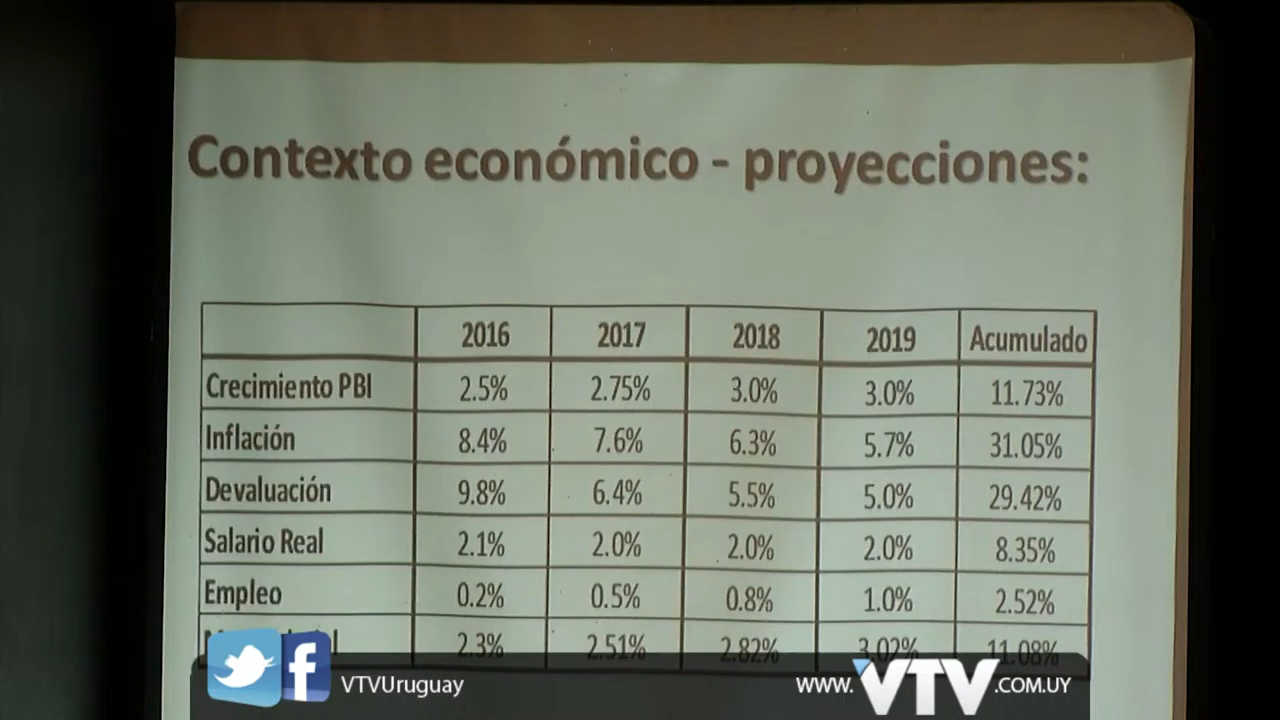 Contexto económico - proyecciones:
2016 2017 2018 2019 Acumulado
Crecimiento PBI 2.5% 2.75% 3.0% 3.0% 11.73%
Inflación 8.4% 7.6% 6.3% 5.7% 31.05%
Devaluación 9.8% 6.4% 5.5% 5.0% 29.42%
Salario Real 2.1% 2.0% 2.0% 2.0% 8.35%
Empleo 0.2% 0.5% 0.8% 1.0% 2.52%
2.3% 2.51% 2.82% 3.02% 11.08%
VTVUruguay
www.VTV.COM.UY